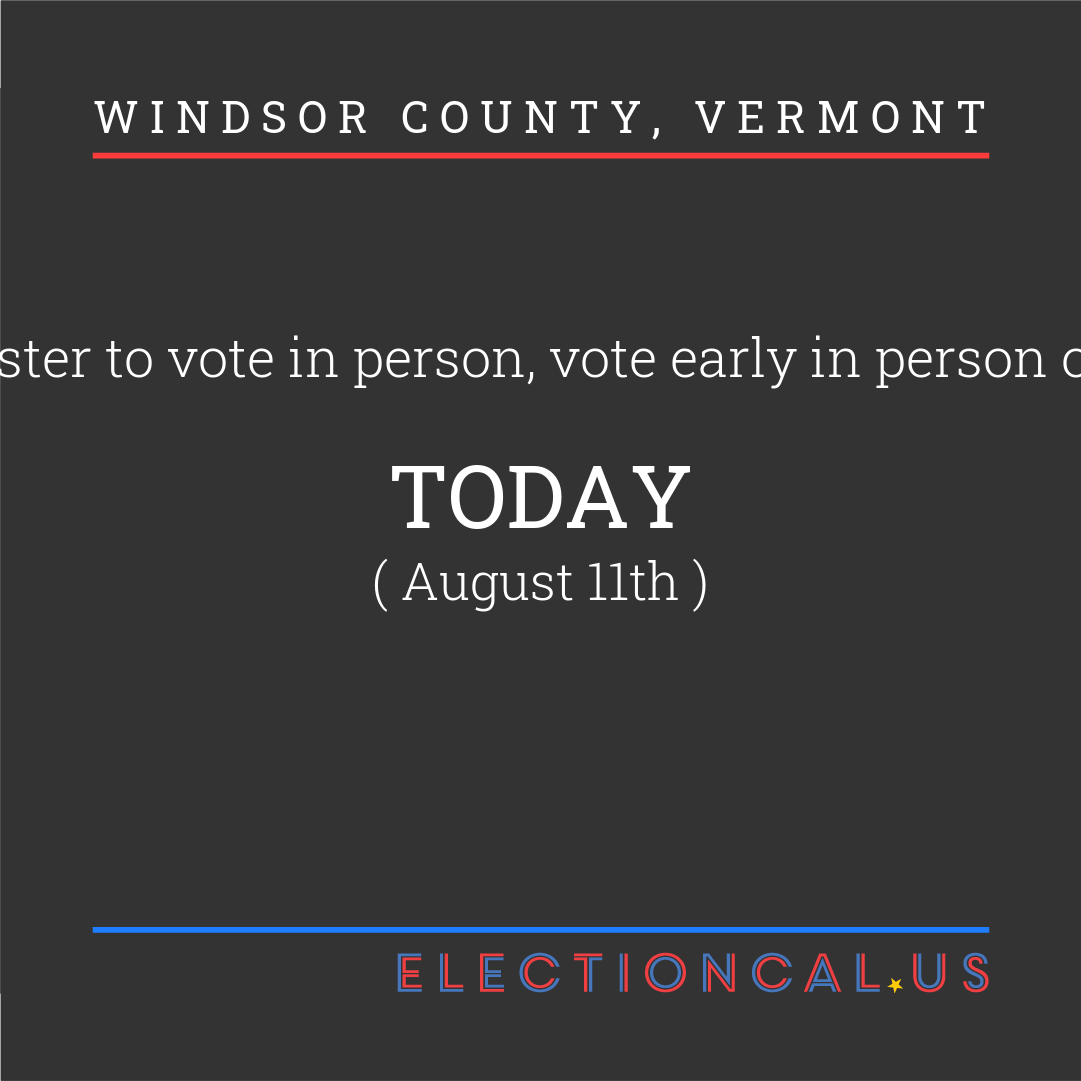 WINDSOR COUNTY, VERMONT
ster to vote in person, vote early in person
TODAY
( August 11th )
ELECTIONCAL.US